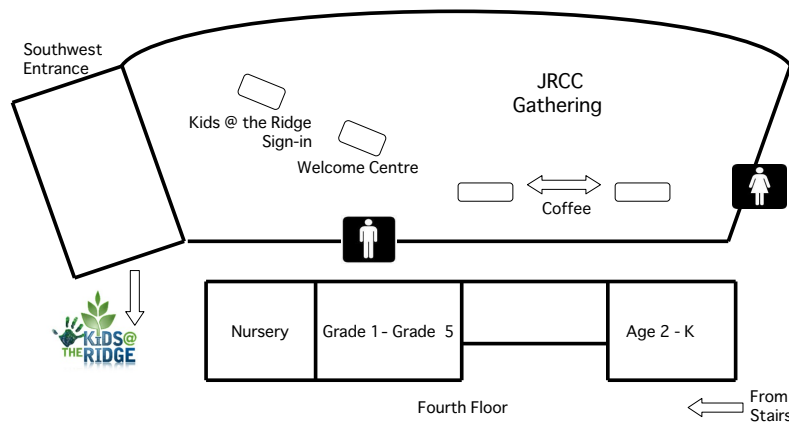 Southwest
Entrance
JRCC
Gathering
Kids @ the Ridge
Sign-in
Welcome Centre
Coffee
KIDS@
THE RIDGE
Nursery
Grade 1 - Grade 5
Age 2 - K
Fourth Floor
From
Stairs